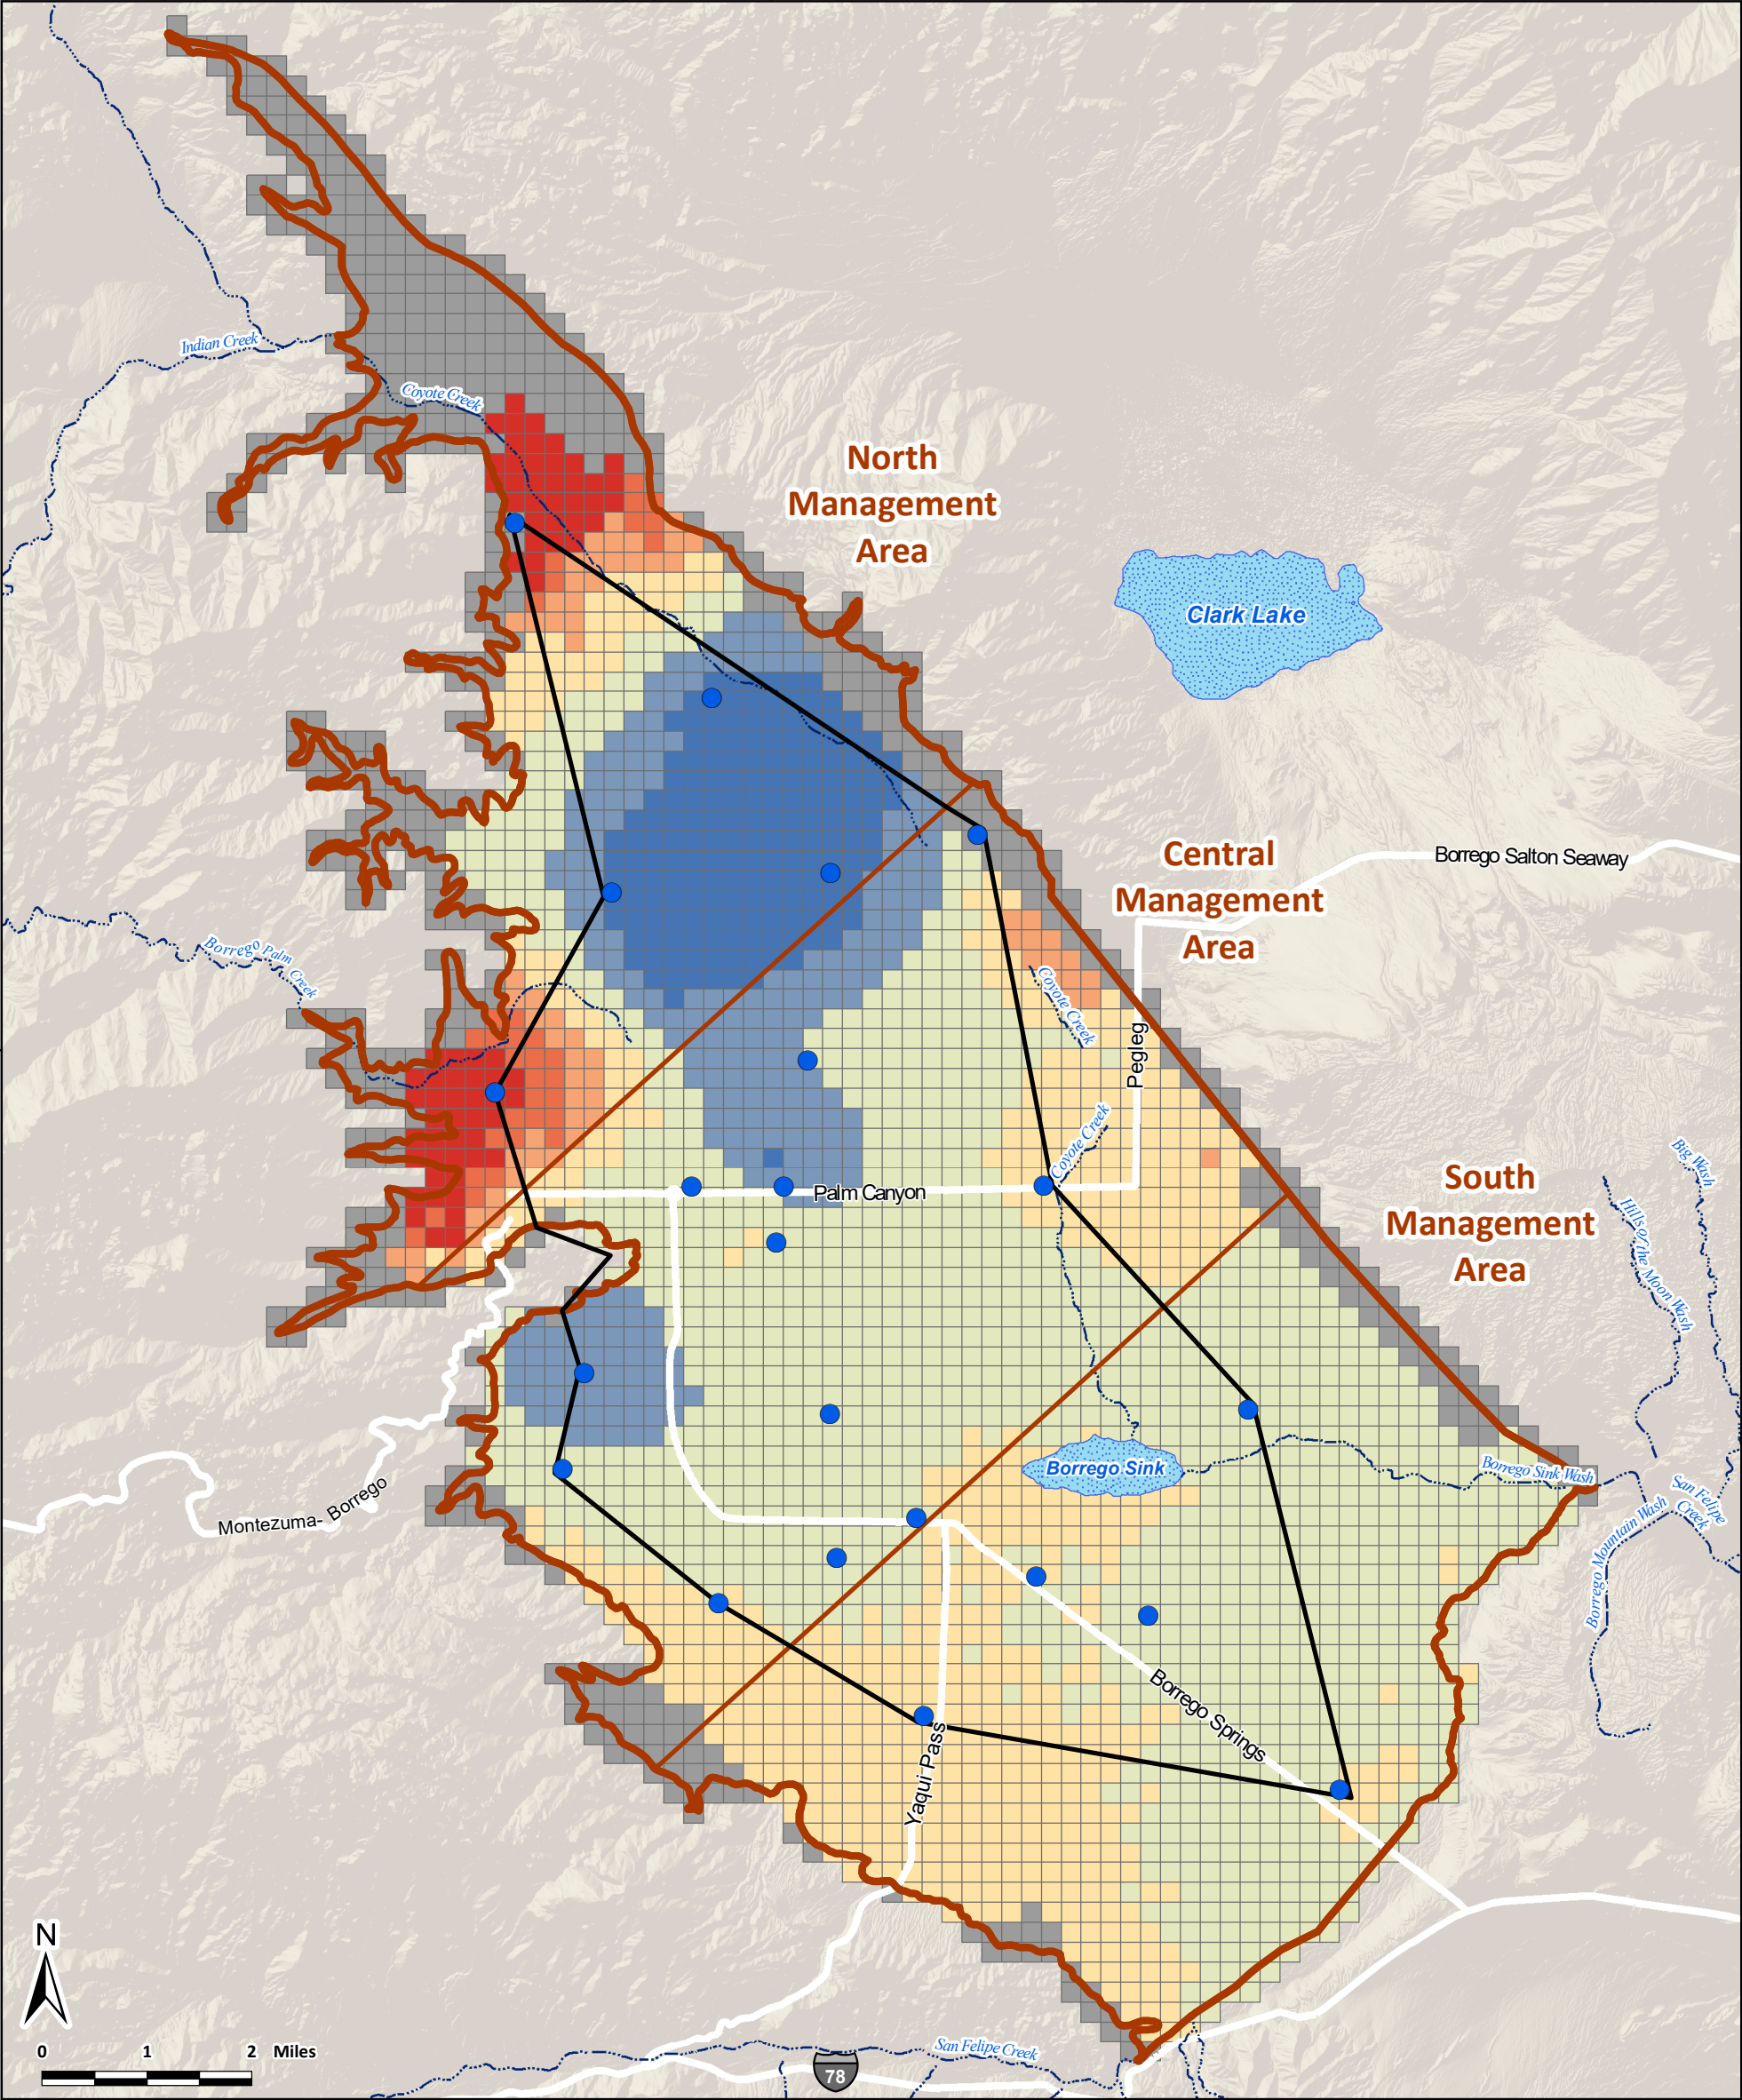 Indian Creek
Coyote Creek
North
Management
Area
Clark Lake
Central
Management
Area
Borrego Salton Seaway
Borrego Palm
Creek
Coyote Creek
Pegleg
Coyote Creek
Palm Canyon
South
Management
Area
Big Wash
Hills of the Moon Wash
Borrego Sink
Borrego Sink Wash
San Felipe
Creek
Montezuma-Borrego
Borrego Mountain Wash
Borrego Springs
Yaqui Pass
N
0 1 2 Miles
San Felipe Creek
78